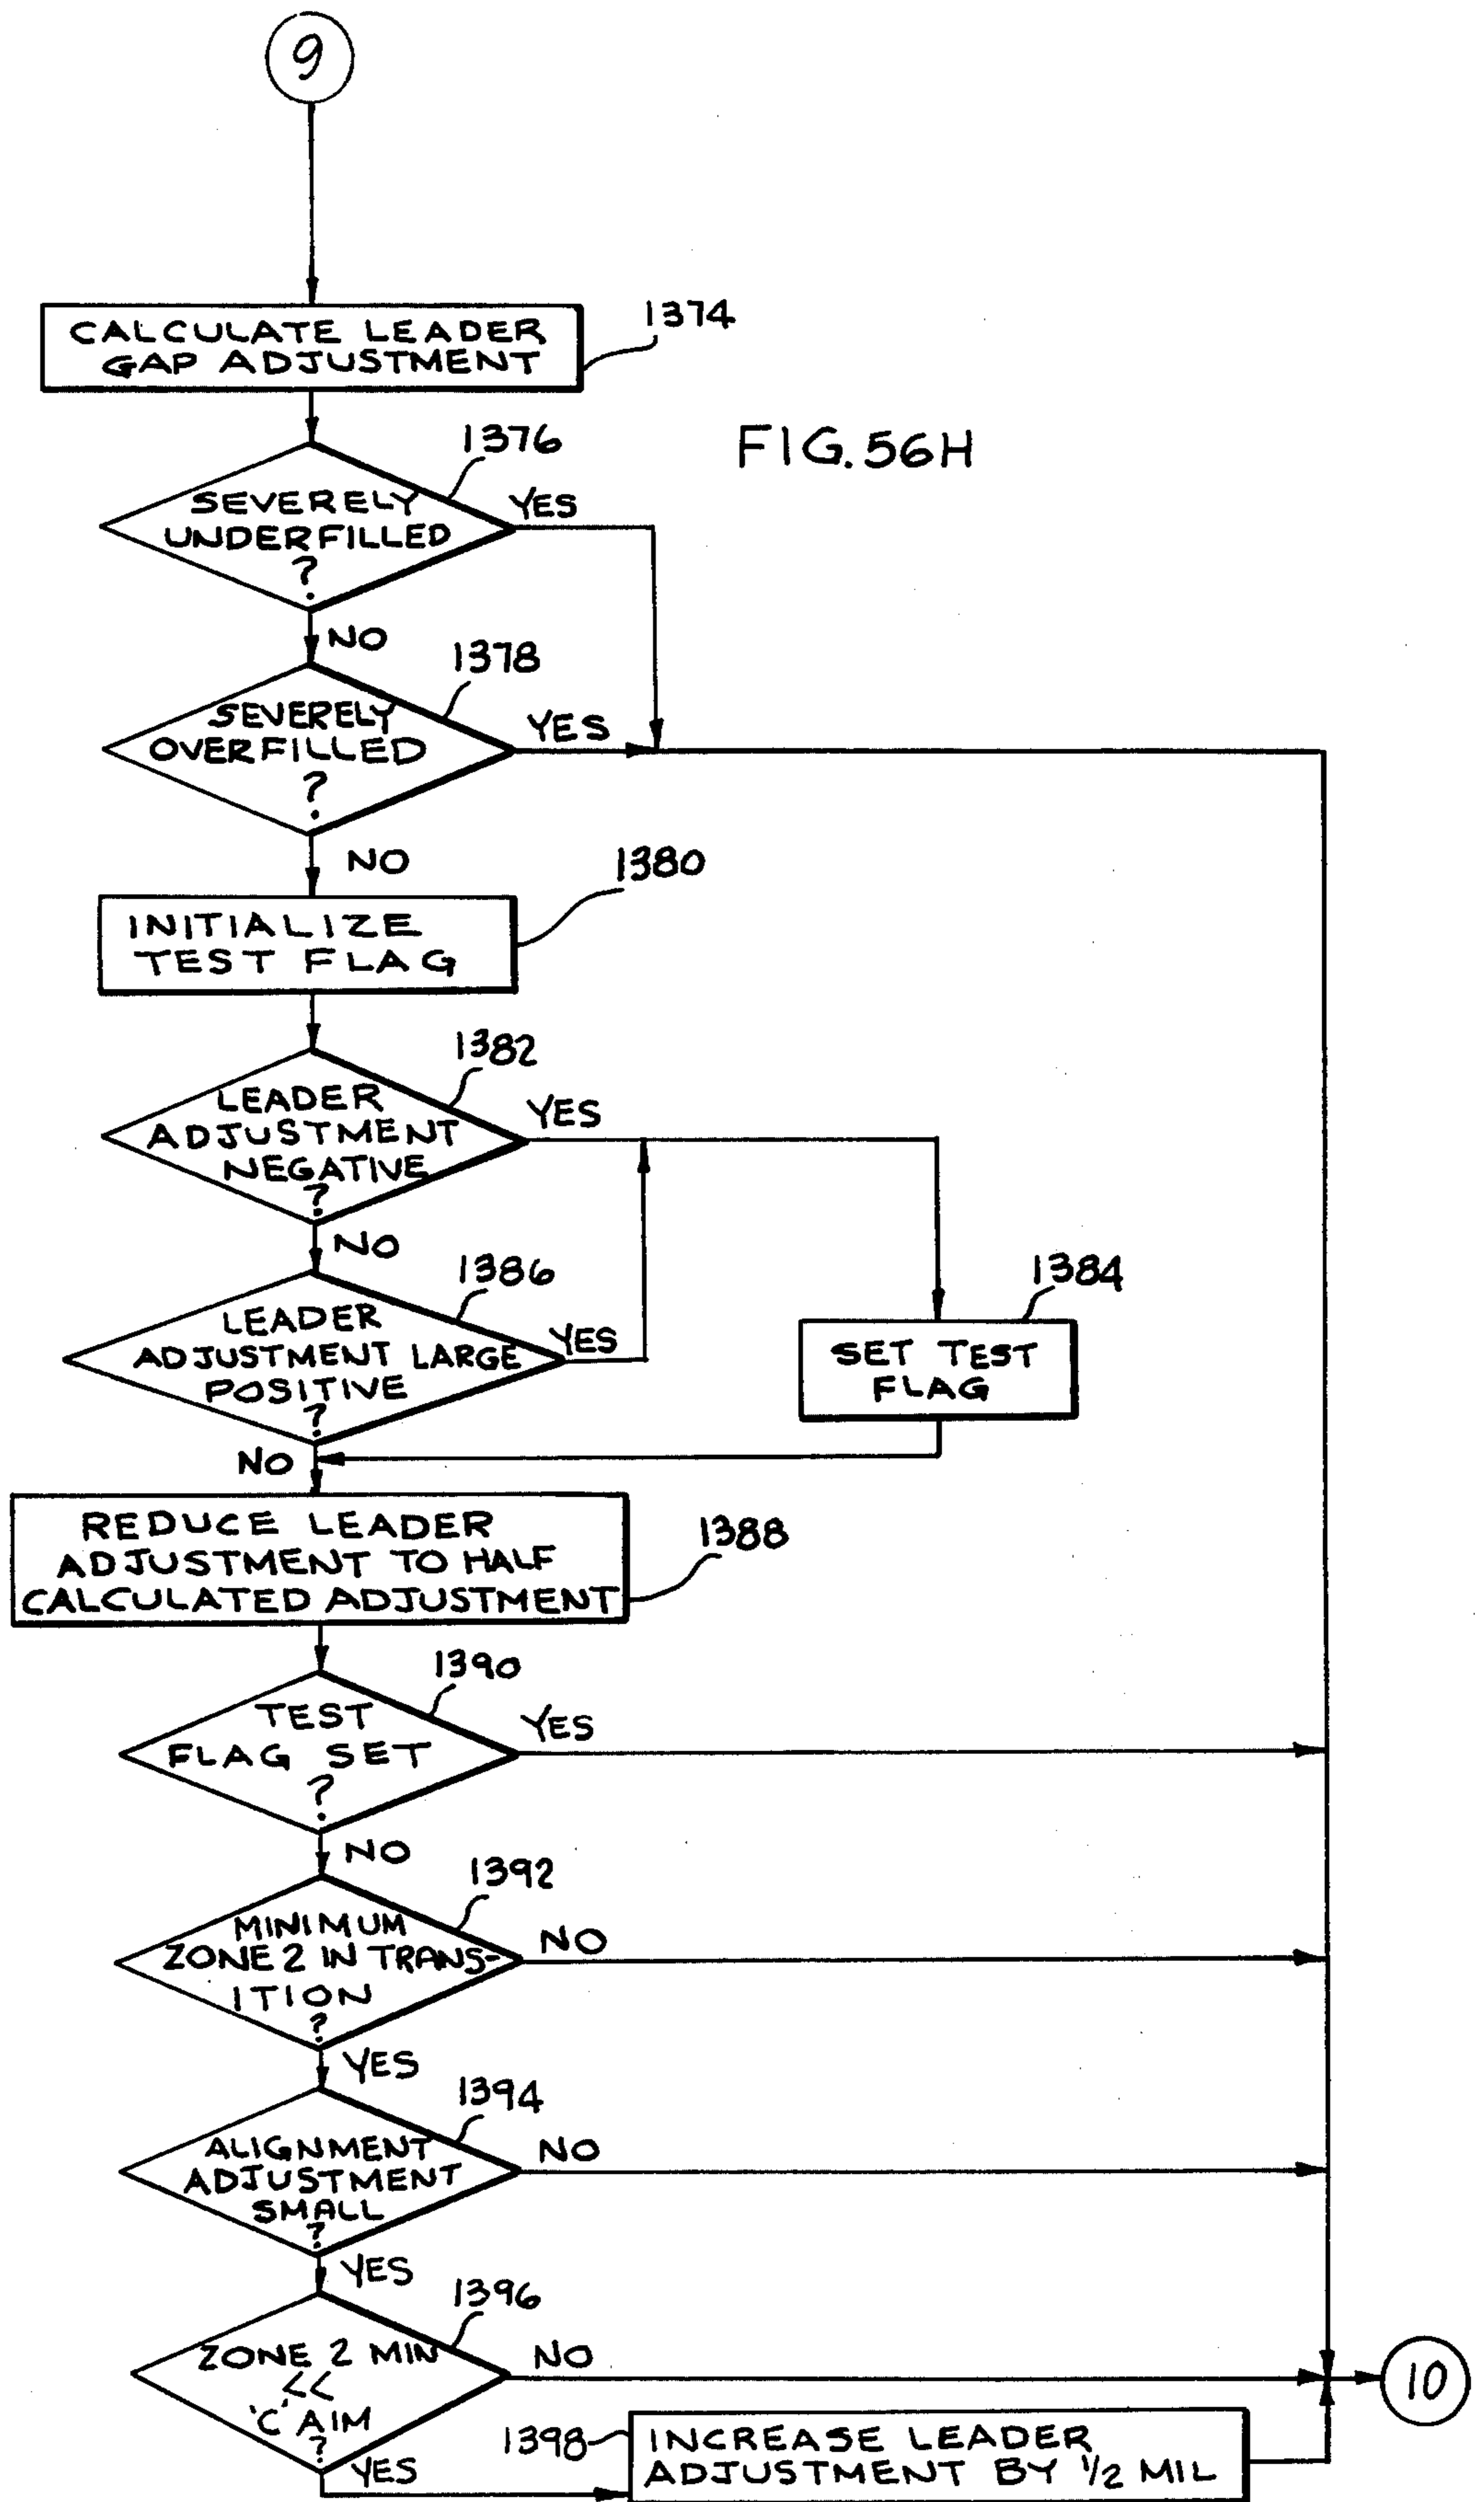 9
CALCULATE LEADER
GAP ADJUSTMENT
1374
FIG. 56H
1376
SEVERELY
UNDERFILLED
?
YES
NO
1378
SEVERELY
OVERFILLED
?
YES
NO
1380
INITIALIZE
TEST FLAG
1382
LEADER
ADJUSTMENT
NEGATIVE
?
YES
NO
1386
LEADER
ADJUSTMENT LARGE
POSITIVE
?
YES
1384
SET TEST
FLAG
NO
REDUCE LEADER
ADJUSTMENT TO HALF
CALCULATED ADJUSTMENT
1388
1390
TEST
FLAG SET
?
YES
NO
1392
MINIMUM
ZONE 2 IN TRANS-
ITION
?
NO
YES
1394
ALIGNMENT
ADJUSTMENT
SMALL
?
NO
YES
1396
ZONE 2 MIN
<<
'C' AIM
?
NO
10
YES
1398
INCREASE LEADER
ADJUSTMENT BY 1/2 MIL